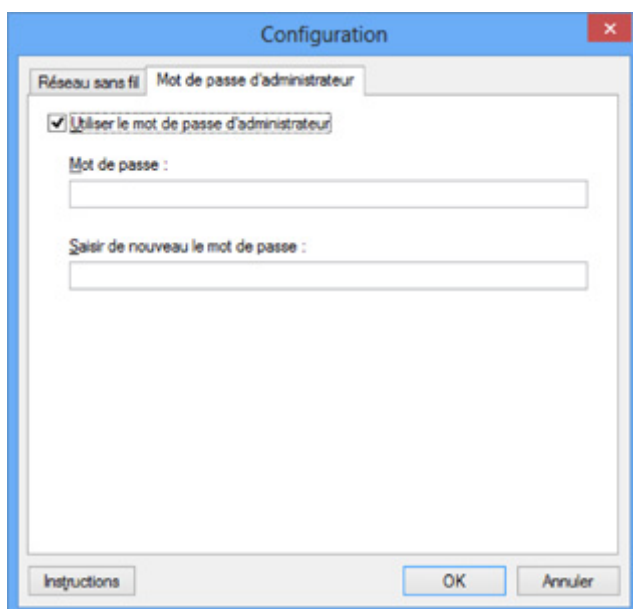 Configuration
Réseau sans fil Mot de passe d'administrateur
Utiliser le mot de passe d'administrateur
Mot de passe :
Saisir de nouveau le mot de passe :
Instructions OK Annuler